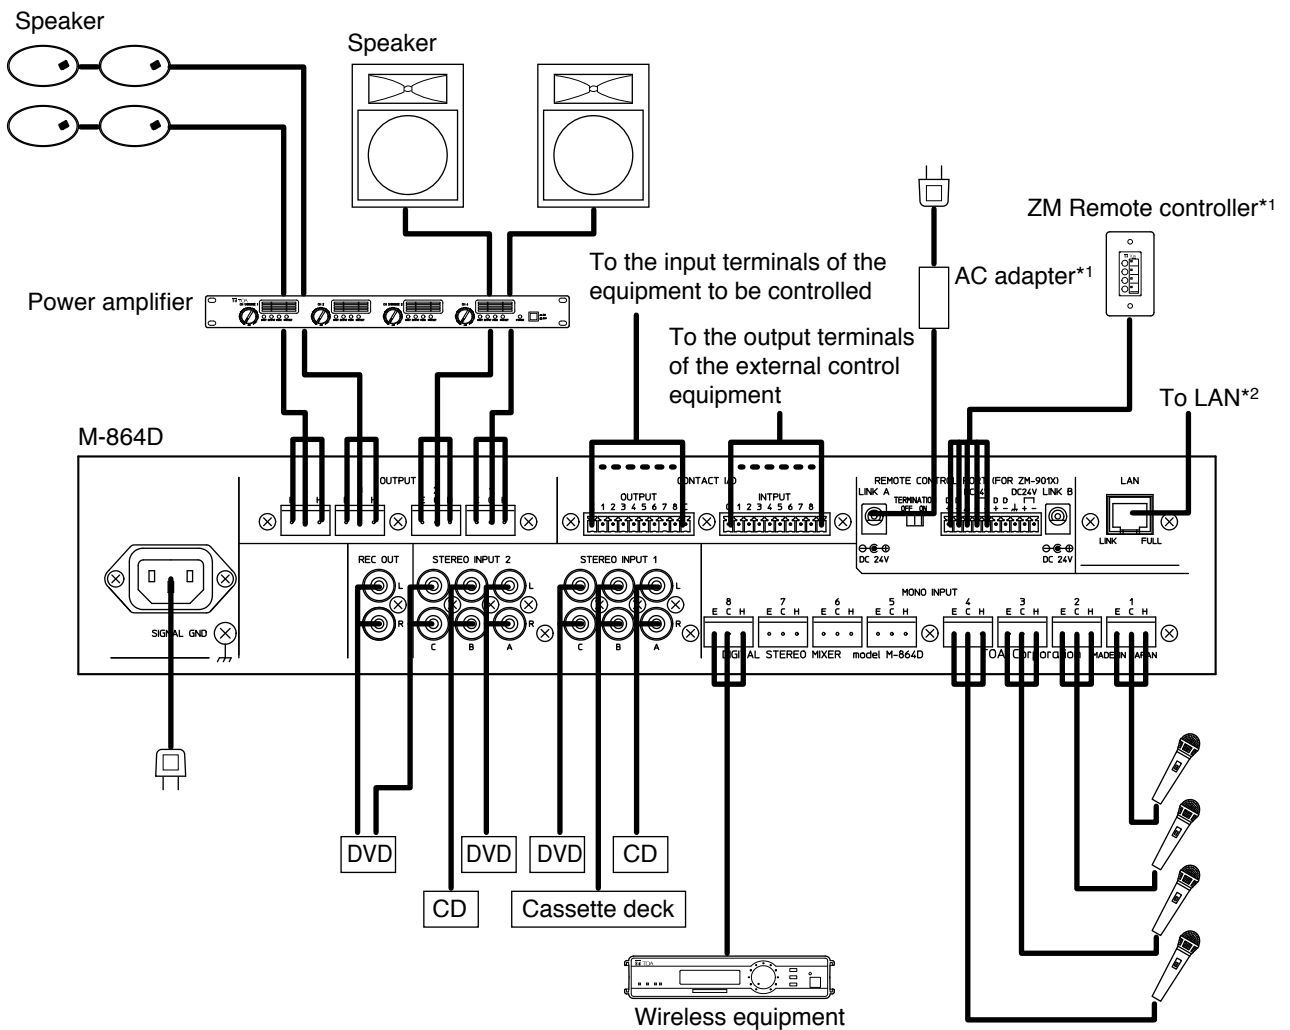 Speaker
Speaker
ZM Remote controller*1
To the input terminals of the
equipment to be controlled
AC adapter*1
Power amplifier
To the output terminals
of the external control
equipment
To LAN*2
M-864D
OUTPUT
CONTACT I/O
REMOTE CONTROL PORT (FOR ZM-901X)
LAN
LINK A
TERMINATION
OFF ON
DC24V
LINK B
OUTPUT
1 2 3 4 5 6 7 8
INTPUT
1 2 3 4 5 6 7 8
DC 24V
DC 24V
LINK
FULL
REC OUT
STEREO INPUT 2
STEREO INPUT 1
L
L
L
R
R
R
C B A
C B A
SIGNAL GND
MONO INPUT
8 7 6 5 4 3 2 1
E C H E C H E C H E C H E C H E C H E C H E C H
DIGITAL STEREO MIXER model M-864D
TOA Corporation
MADE IN JAPAN
DVD
DVD
DVD
CD
CD
Cassette deck
TOA
Wireless equipment